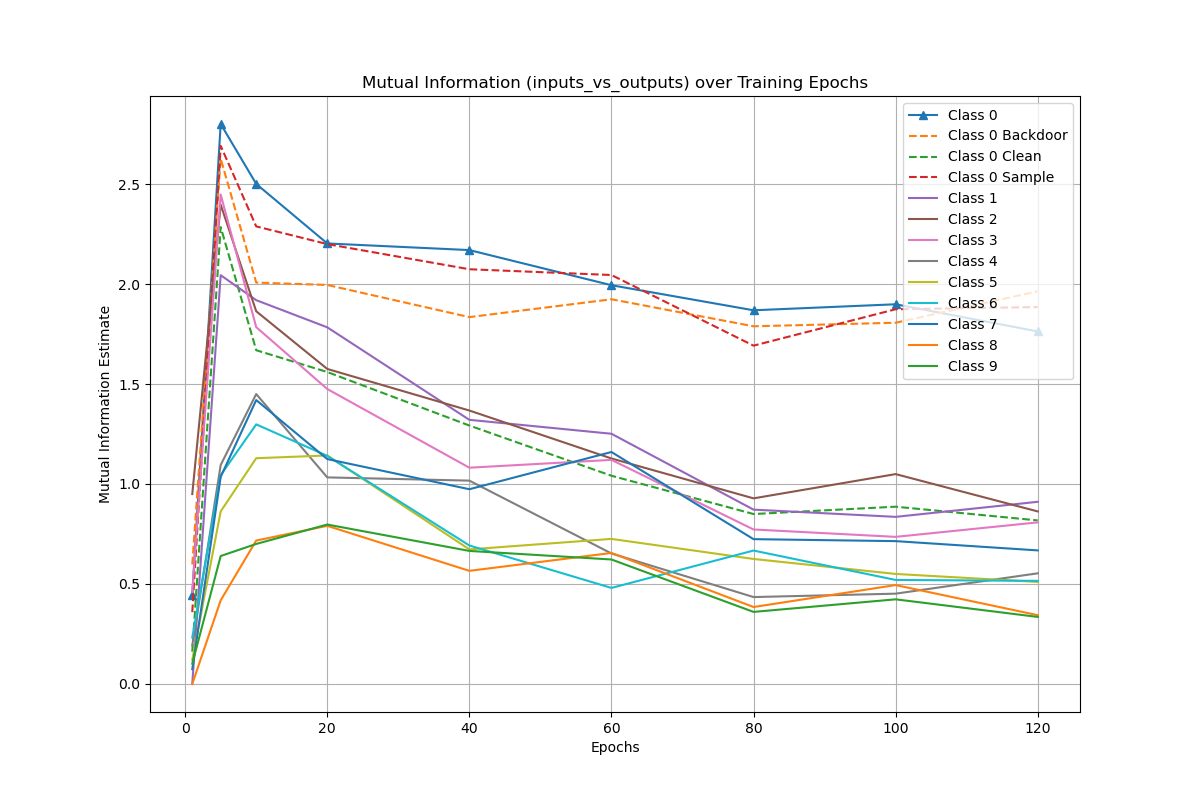 Mutual Information (inputs_vs_outputs) over Training Epochs
Mutual Information Estimate
2.5
2.0
1.5
1.0
0.5
0.0
0
20
40
60
80
100
120
Epochs
Class 0
Class 0 Backdoor
Class 0 Clean
Class 0 Sample
Class 1
Class 2
Class 3
Class 4
Class 5
Class 6
Class 7
Class 8
Class 9